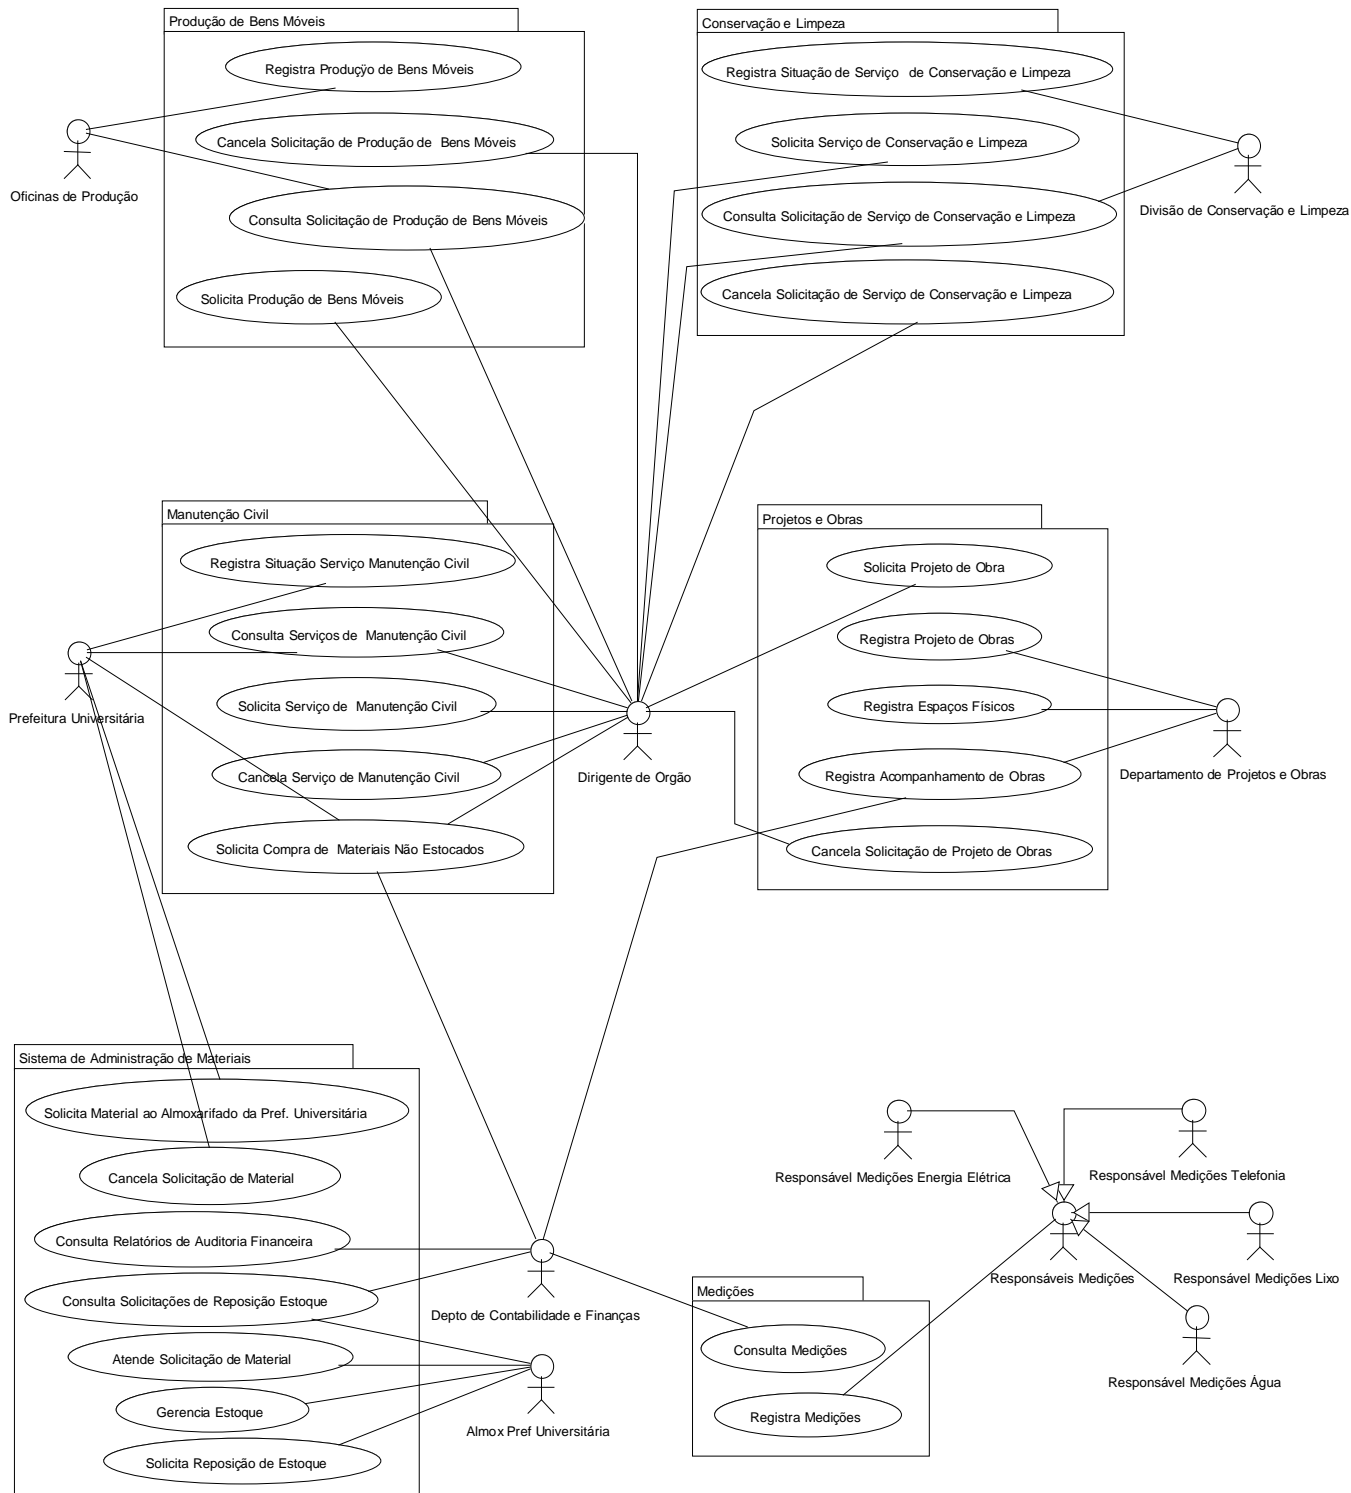 Produção de Bens Móveis
Registra Produçÿo de Bens Móveis
Cancela Solicitação de Produção de Bens Móveis
Consulta Solicitação de Produção de Bens Móveis
Solicita Produção de Bens Móveis
Oficinas de Produção
Conservação e Limpeza
Registra Situação de Serviço de Conservação e Limpeza
Solicita Serviço de Conservação e Limpeza
Consulta Solicitação de Serviço de Conservação e Limpeza
Cancela Solicitação de Serviço de Conservação e Limpeza
Divisão de Conservação e Limpeza
Manutenção Civil
Registra Situação Serviço Manutenção Civil
Consulta Serviços de Manutenção Civil
Solicita Serviço de Manutenção Civil
Cancela Serviço de Manutenção Civil
Solicita Compra de Materiais Não Estocados
Prefeitura Universitária
Dirigente de Orgão
Projetos e Obras
Solicita Projeto de Obra
Registra Projeto de Obras
Registra Espaços Físicos
Registra Acompanhamento de Obras
Cancela Solicitação de Projeto de Obras
Departamento de Projetos e Obras
Sistema de Administração de Materiais
Solicita Material ao Almoxarifado da Pref. Universitária
Cancela Solicitação de Material
Consulta Relatórios de Auditoria Financeira
Consulta Solicitações de Reposição Estoque
Atende Solicitação de Material
Gerencia Estoque
Solicita Reposição de Estoque
Depto de Contabilidade e Finanças
Almox Pref Universitária
Medições
Consulta Medições
Registra Medições
Responsável Medições Energia Elétrica
Responsável Medições Telefonia
Responsáveis Medições
Responsável Medições Lixo
Responsável Medições Água